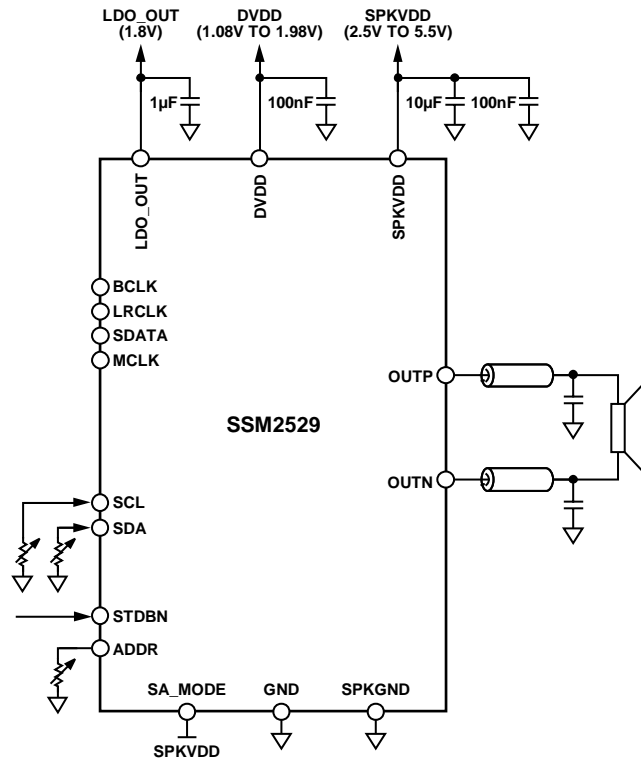 LDO_OUT
(1.8V)
DVDD
(1.08V TO 1.98V)
SPKVDD
(2.5V TO 5.5V)
1µF
100nF
10µF
100nF
LDO_OUT
DVDD
SPKVDD
BCLK
LRCLK
SDATA
MCLK
OUTP
SSM2529
OUTN
SCL
SDA
STDBN
ADDR
SA_MODE
GND
SPKGND
SPKVDD